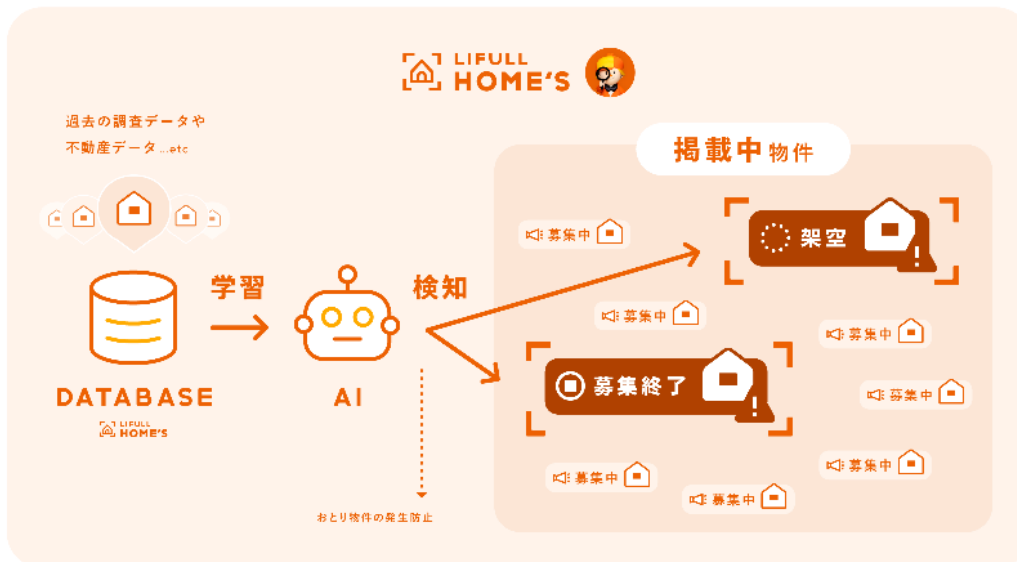 LIFULL
HOME'S
過去の調査データや
不動産データ...etc
掲載中 物件
募集中
架空
!
学習
検知
募集中
募集中
募集終了
!
募集中
DATABASE
AI
LIFULL
HOME'S
募集中
募集中
募集中
おとり物件の発生防止